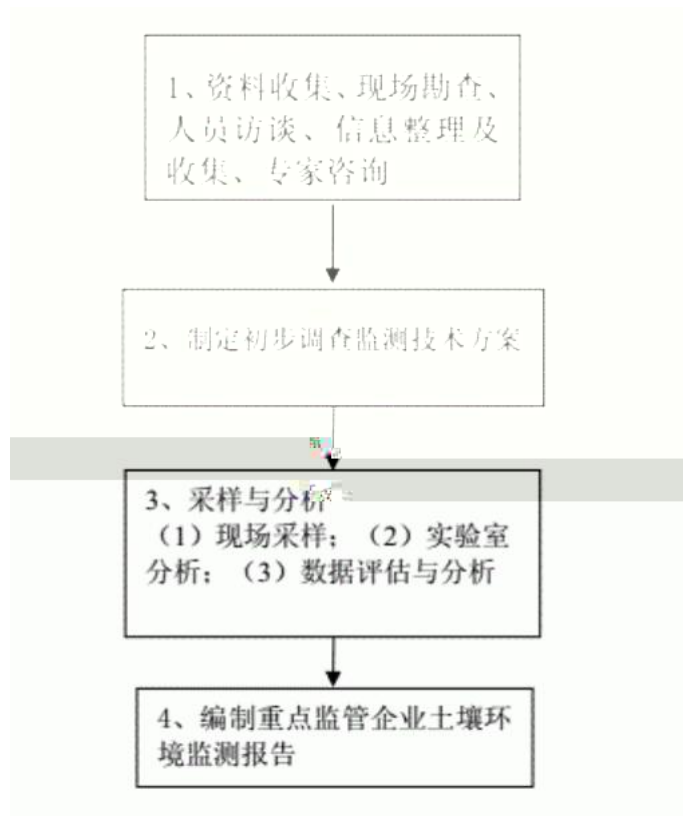 1、资料收集、现场勘查、
人员访谈、信息整理及
收集、专家咨询
2、制定初步调查监测技术方案
3、采样与分析
（1）现场采样；（2）实验室
分析；（3）数据评估与分析
4、编制重点监管企业土壤环
境监测报告